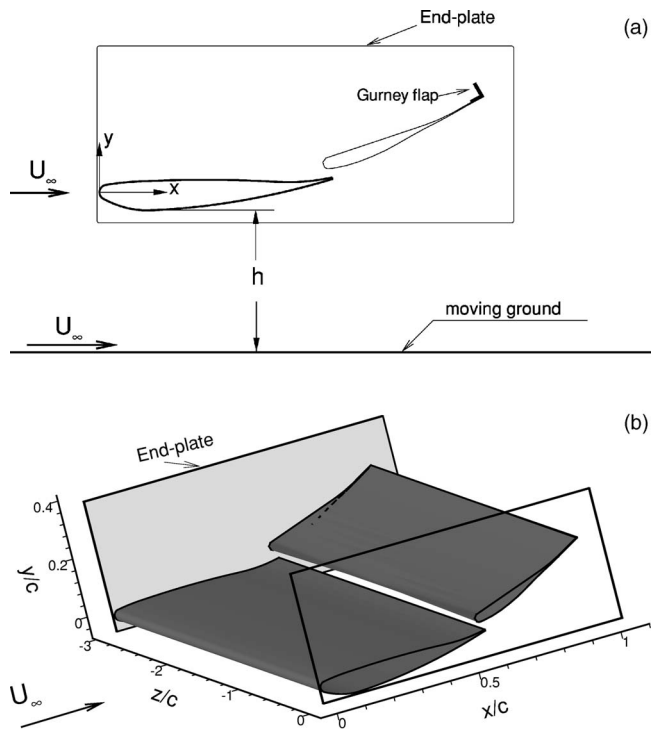 End-plate
(a)
Gurney flap
y
U∞
x
h
U∞
moving ground
(b)
End-plate
0.4
0.2
0
y/c
-3
-2
-1
0
z/c
0
0.5
1
x/c
U∞